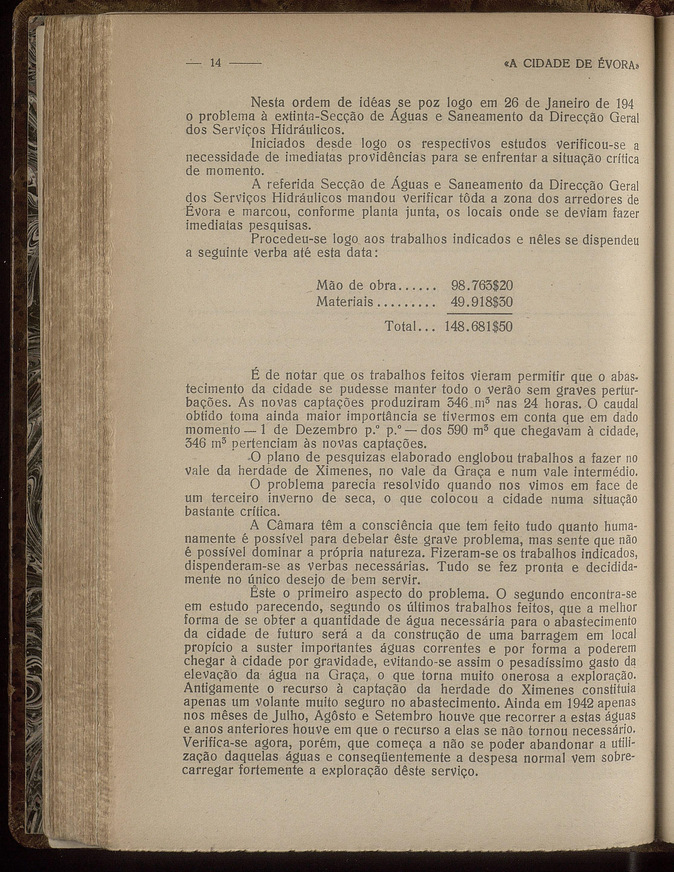 — 14 —— «A CIDADE DE ÉVORA»
Nesta ordem de idéas se poz logo em 26 de Janeiro de 194
o problema à extinta-Secção de Águas e Saneamento da Direcção Geral
dos Serviços Hidráulicos.
Iniciados desde logo os respectivos estudos verificou-se a
necessidade de imediatas providências para se enfrentar a situação crítica
de momento.
A referida Secção de Águas e Saneamento da Direcção Geral
dos Serviços Hidráulicos mandou verificar tôda a zona dos arredores de
Évora e marcou, conforme planta junta, os locais onde se deviam fazer
imediatas pesquisas.
Procedeu-se logo aos trabalhos indicados e nêles se dispendeu
a seguinte verba até esta data:
Mão de obra...... 98.763$20
Materiais......... 49.918$30
Total... 148.681$50
É de notar que os trabalhos feitos vieram permitir que o abas-
tecimento da cidade se pudesse manter todo o verão sem graves pertur-
bações. As novas captações produziram 346 m³ nas 24 horas. O caudal
obtido toma ainda maior importância se tivermos em conta que em dado
momento — 1 de Dezembro p.º p.º — dos 590 m³ que chegavam à cidade,
346 m³ pertenciam às novas captações.
O plano de pesquizas elaborado englobou trabalhos a fazer no
vale da herdade de Ximenes, no vale da Graça e num vale intermédio.
O problema parecia resolvido quando nos vimos em face de
um terceiro inverno de seca, o que colocou a cidade numa situação
bastante crítica.
A Câmara têm a consciência que tem feito tudo quanto huma-
namente é possível para debelar êste grave problema, mas sente que não
é possível dominar a própria natureza. Fizeram-se os trabalhos indicados,
dispenderam-se as verbas necessárias. Tudo se fez pronta e decidida-
mente no único desejo de bem servir.
Êste o primeiro aspecto do problema. O segundo encontra-se
em estudo parecendo, segundo os últimos trabalhos feitos, que a melhor
forma de se obter a quantidade de água necessária para o abastecimento
da cidade de futuro será a da construção de uma barragem em local
propício a suster importantes águas correntes e por forma a poderem
chegar à cidade por gravidade, evitando-se assim o pesadíssimo gasto da
elevação da água na Graça, o que torna muito onerosa a exploração.
Antigamente o recurso à captação da herdade do Ximenes constituia
apenas um volante muito seguro no abastecimento. Ainda em 1942 apenas
nos mêses de Julho, Agôsto e Setembro houve que recorrer a estas águas
e anos anteriores houve em que o recurso a elas se não tornou necessário.
Verifica-se agora, porém, que começa a não se poder abandonar a utili-
zação daquelas águas e conseqüentemente a despesa normal vem sobre-
carregar fortemente a exploração dêste serviço.